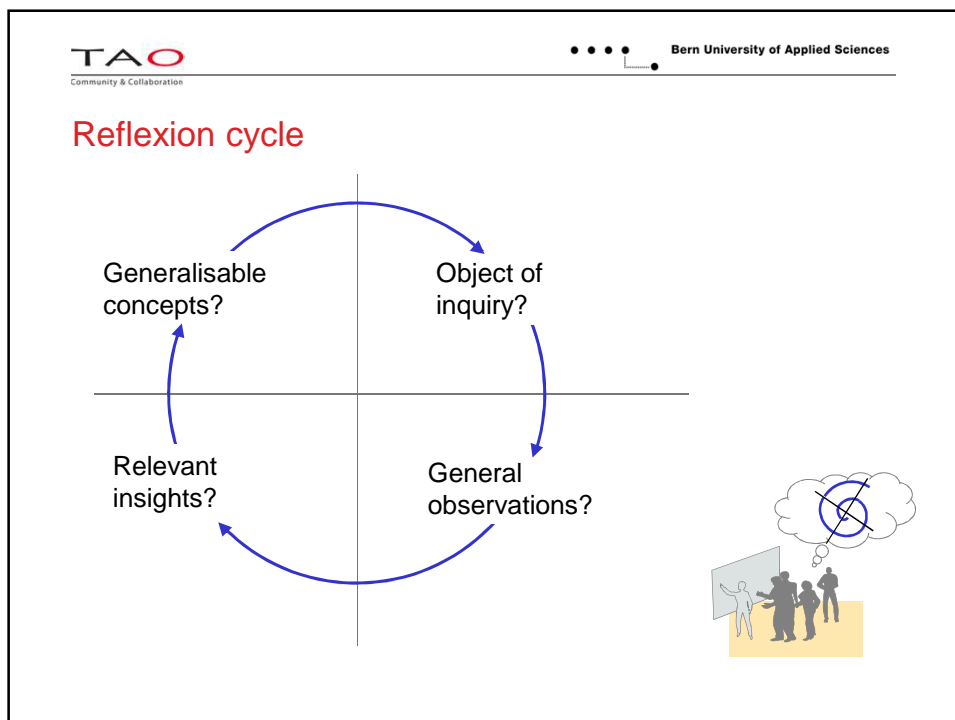 TAO
Community & Collaboration
Bern University of Applied Sciences
Reflexion cycle
Generalisable
concepts?
Object of
inquiry?
Relevant
insights?
General
observations?